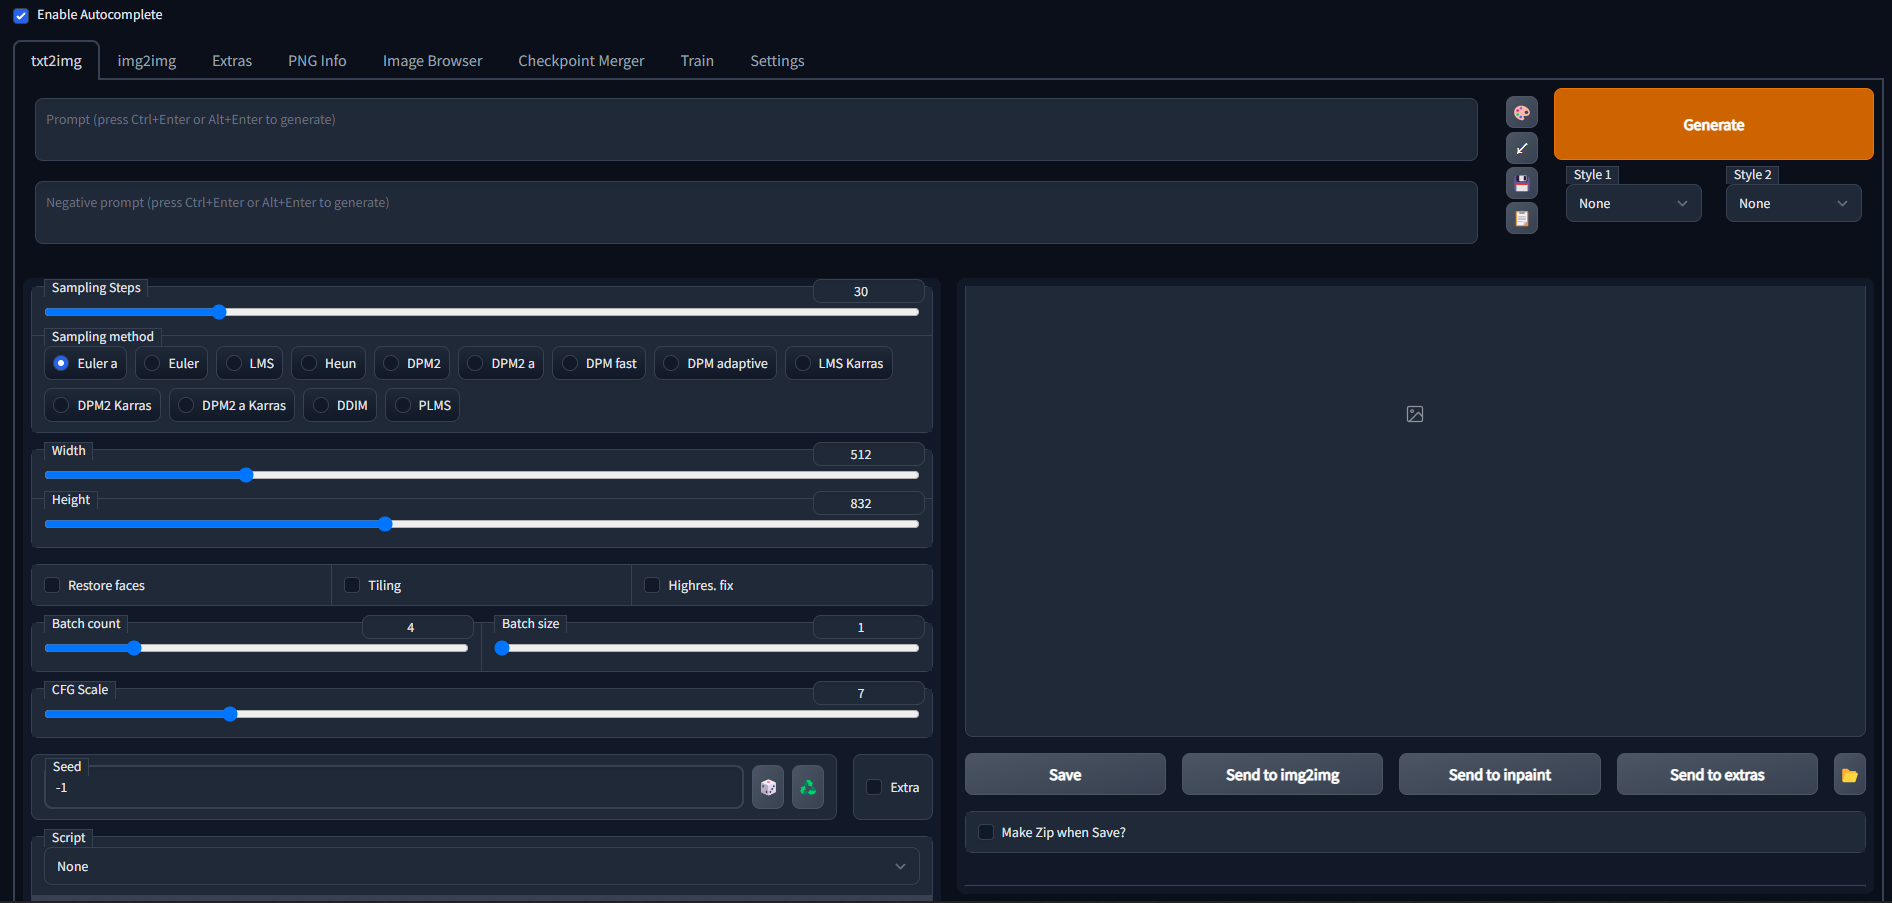 Enable Autocomplete
txt2img img2img Extras PNG Info Image Browser Checkpoint Merger Train Settings
Prompt (press Ctrl+Enter or Alt+Enter to generate)
Generate
Style 1 Style 2
None None
Negative prompt (press Ctrl+Enter or Alt+Enter to generate)
Sampling Steps 30
Sampling method
Euler a Euler LMS Heun DPM2 DPM2 a DPM fast DPM adaptive LMS Karras
DPM2 Karras DPM2 a Karras DDIM PLMS
Width 512
Height 832
Restore faces Tiling Highres. fix
Batch count 4 Batch size 1
CFG Scale 7
Seed
-1
Extra
Script
None
Save Send to img2img Send to inpaint Send to extras
Make Zip when Save?